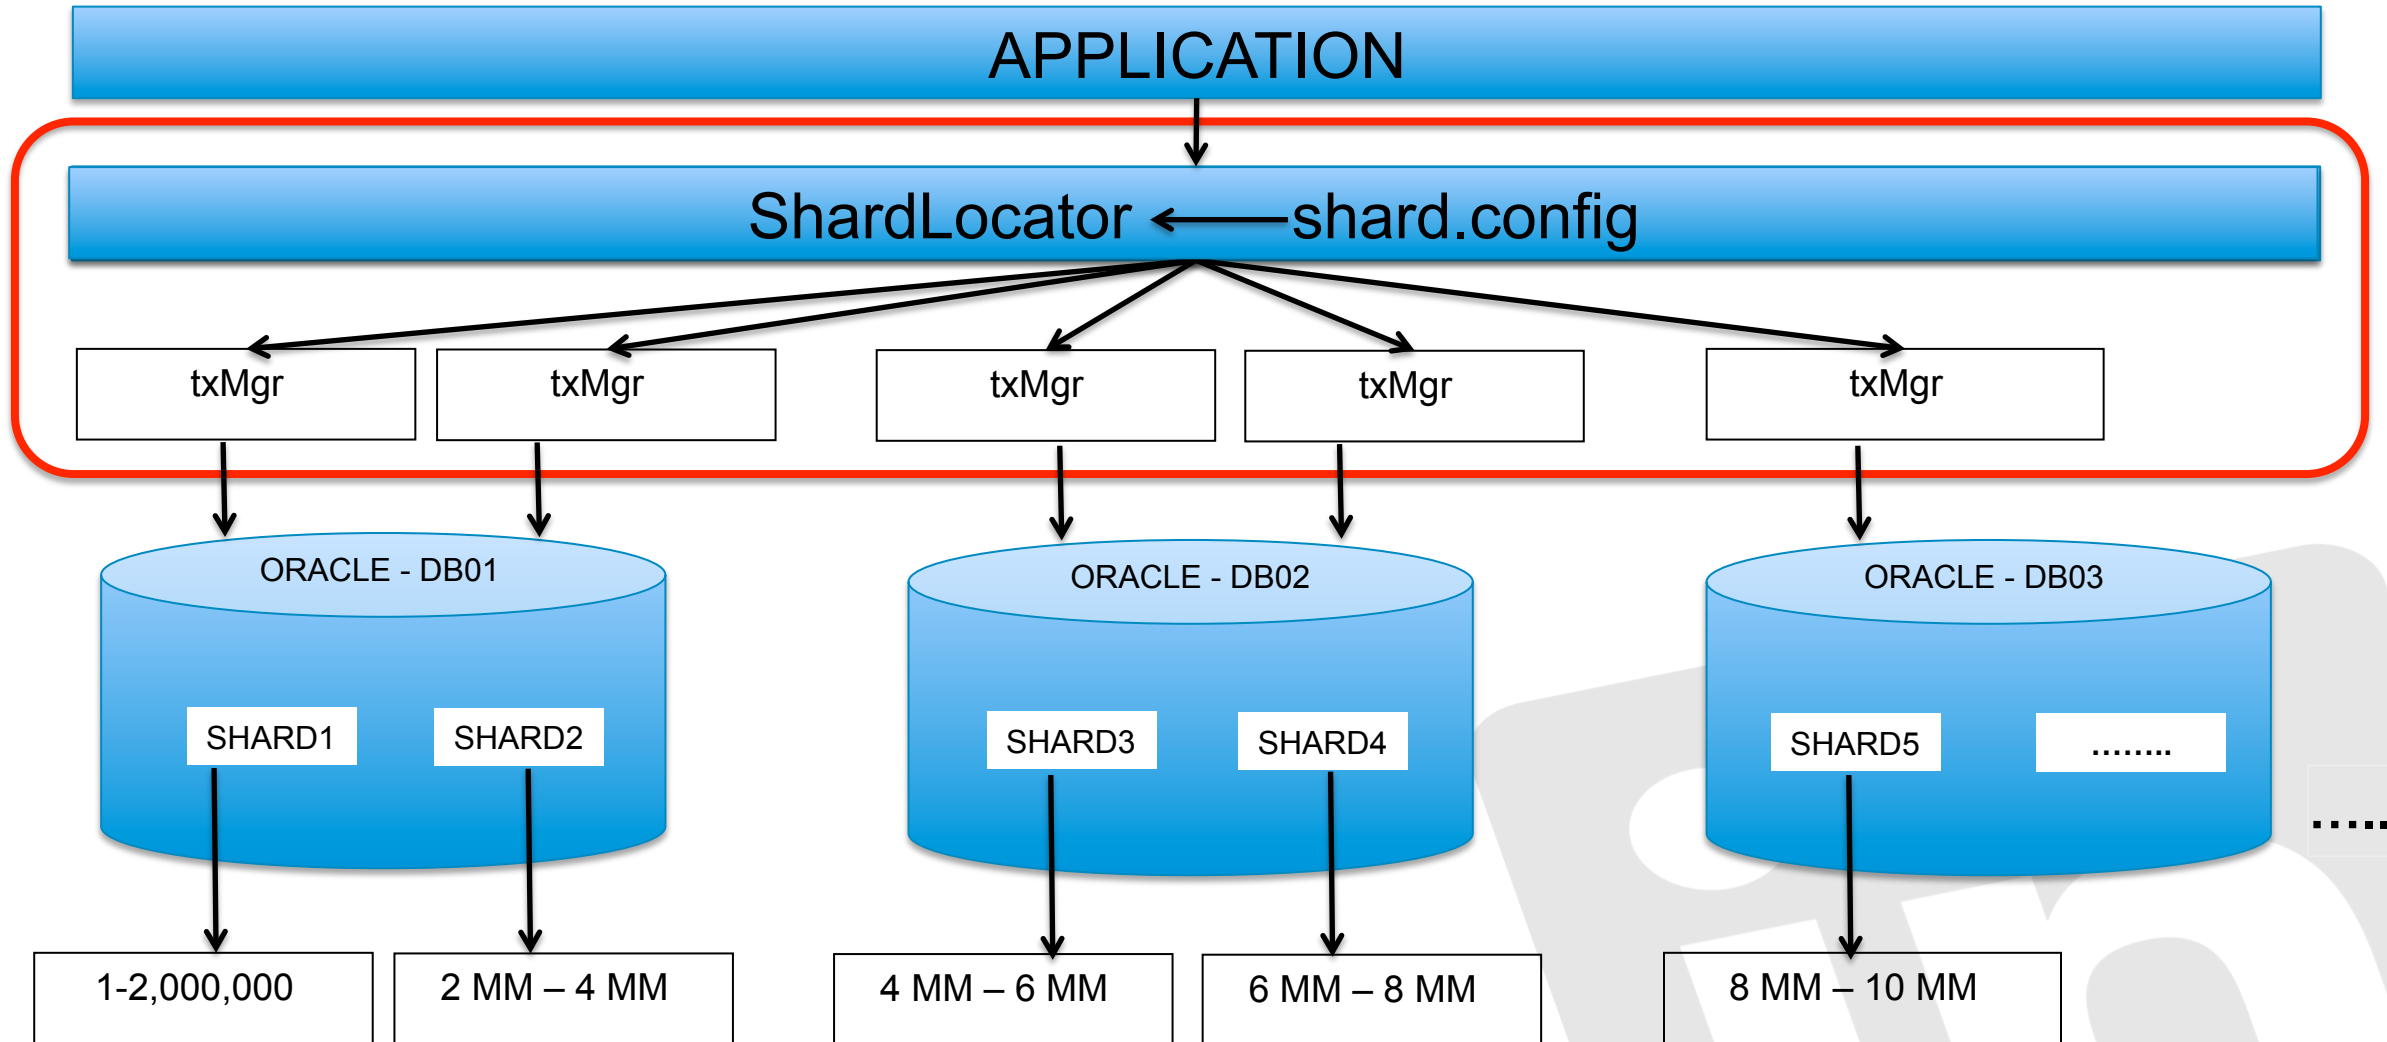 APPLICATION
ShardLocator shard.config
txMgr txMgr txMgr txMgr txMgr
ORACLE - DB01 ORACLE - DB02 ORACLE - DB03
SHARD1 SHARD2 SHARD3 SHARD4 SHARD5 ........
.....
1-2,000,000 2 MM – 4 MM 4 MM – 6 MM 6 MM – 8 MM 8 MM – 10 MM